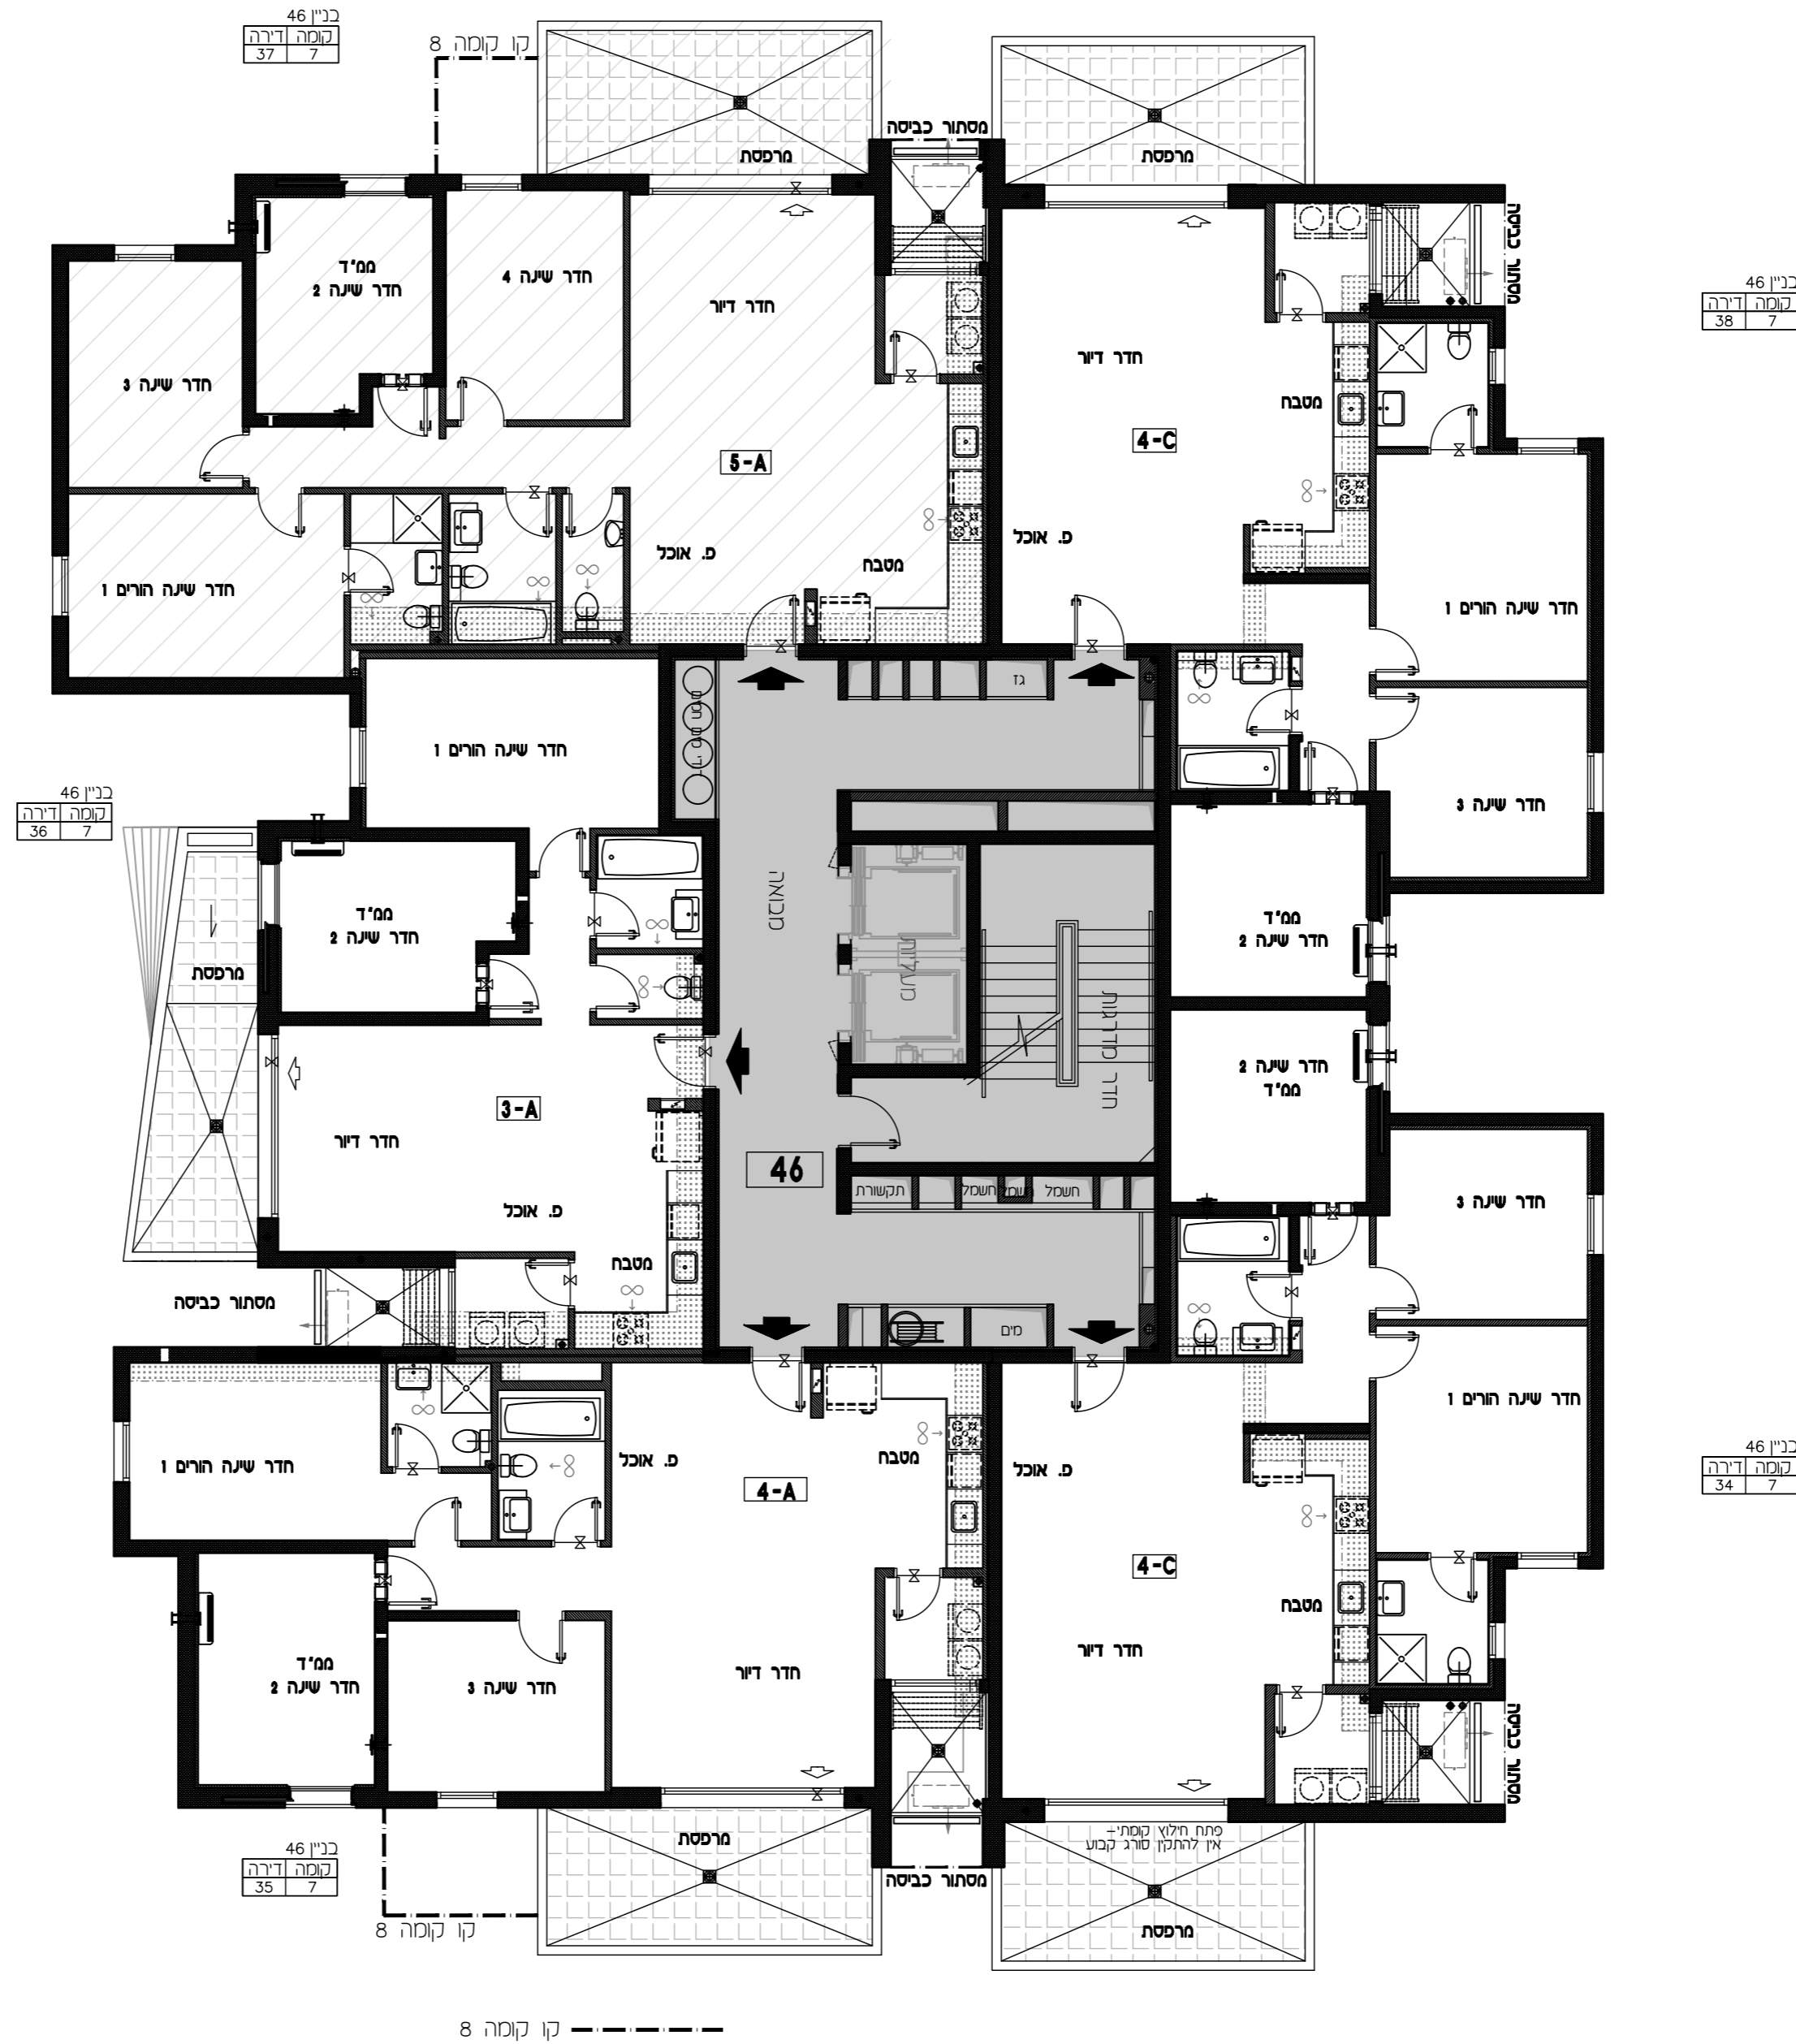 בניין 46
קומה דירה
7 37
קו קומה 8
מרפסת
מסתור כביסה
מרפסת
מסתור כביסה
ממ"ד
חדר שינה 2
חדר שינה 4
חדר דיור
חדר שינה 3
5-A
פ. אוכל
מטבח
חדר שינה הורים 1
בניין 46
קומה דירה
7 38
חדר דיור
מטבח
4-C
פ. אוכל
חדר שינה הורים 1
חדר שינה 3
ממ"ד
חדר שינה 2
גז
מבואה
מעליות
חדר מדרגות
46
תקשורת
חשמל
חשמל
חשמל
מים
בניין 46
קומה דירה
7 36
חדר שינה הורים 1
ממ"ד
חדר שינה 2
מרפסת
3-A
חדר דיור
פ. אוכל
מטבח
מסתור כביסה
חדר שינה 2
ממ"ד
חדר שינה 3
חדר שינה הורים 1
בניין 46
קומה דירה
7 34
פ. אוכל
4-C
מטבח
חדר דיור
מסתור כביסה
פתח חילוץ קומתי-
אין להתקין סורג קבוע
מרפסת
חדר שינה הורים 1
פ. אוכל
מטבח
4-A
ממ"ד
חדר שינה 2
חדר שינה 3
חדר דיור
מרפסת
מסתור כביסה
בניין 46
קומה דירה
7 35
קו קומה 8
קו קומה 8